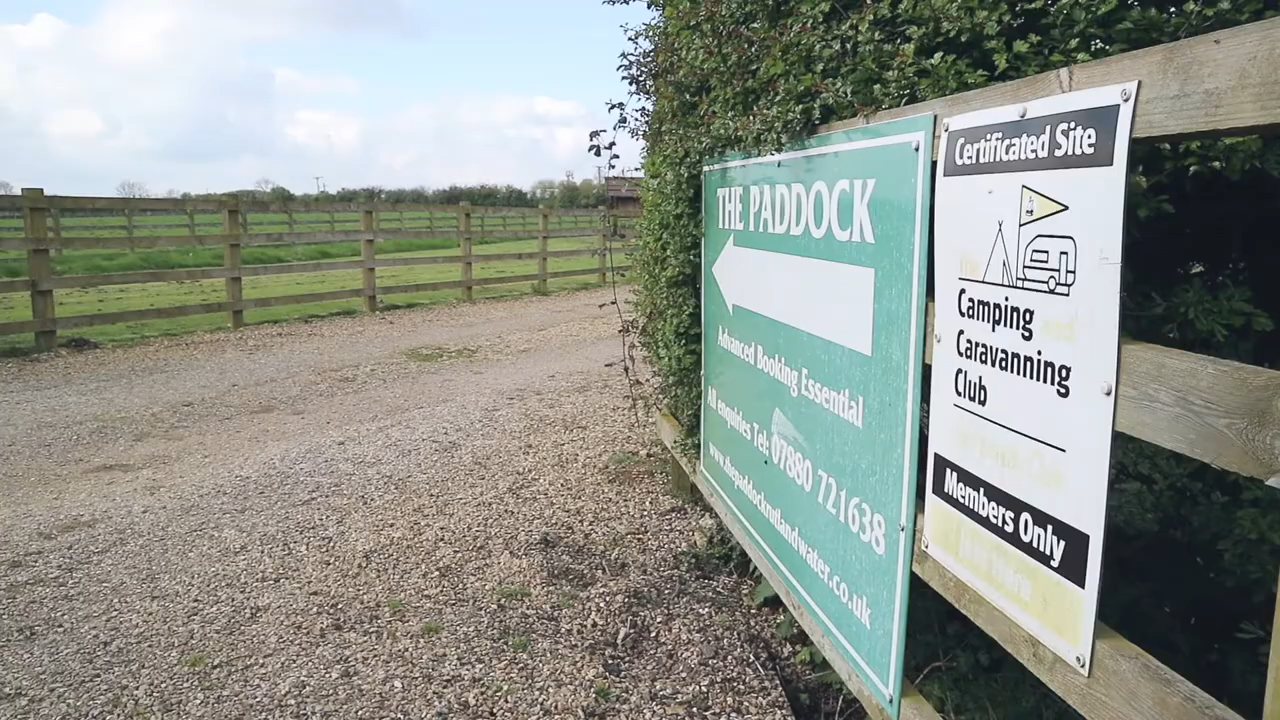 THE PADDOCK
Advanced Booking Essential
All enquiries Tel: 07880 721638
www.thepaddockrutlandwater.co.uk
Certificated Site
Camping
Caravanning
Club
Members Only